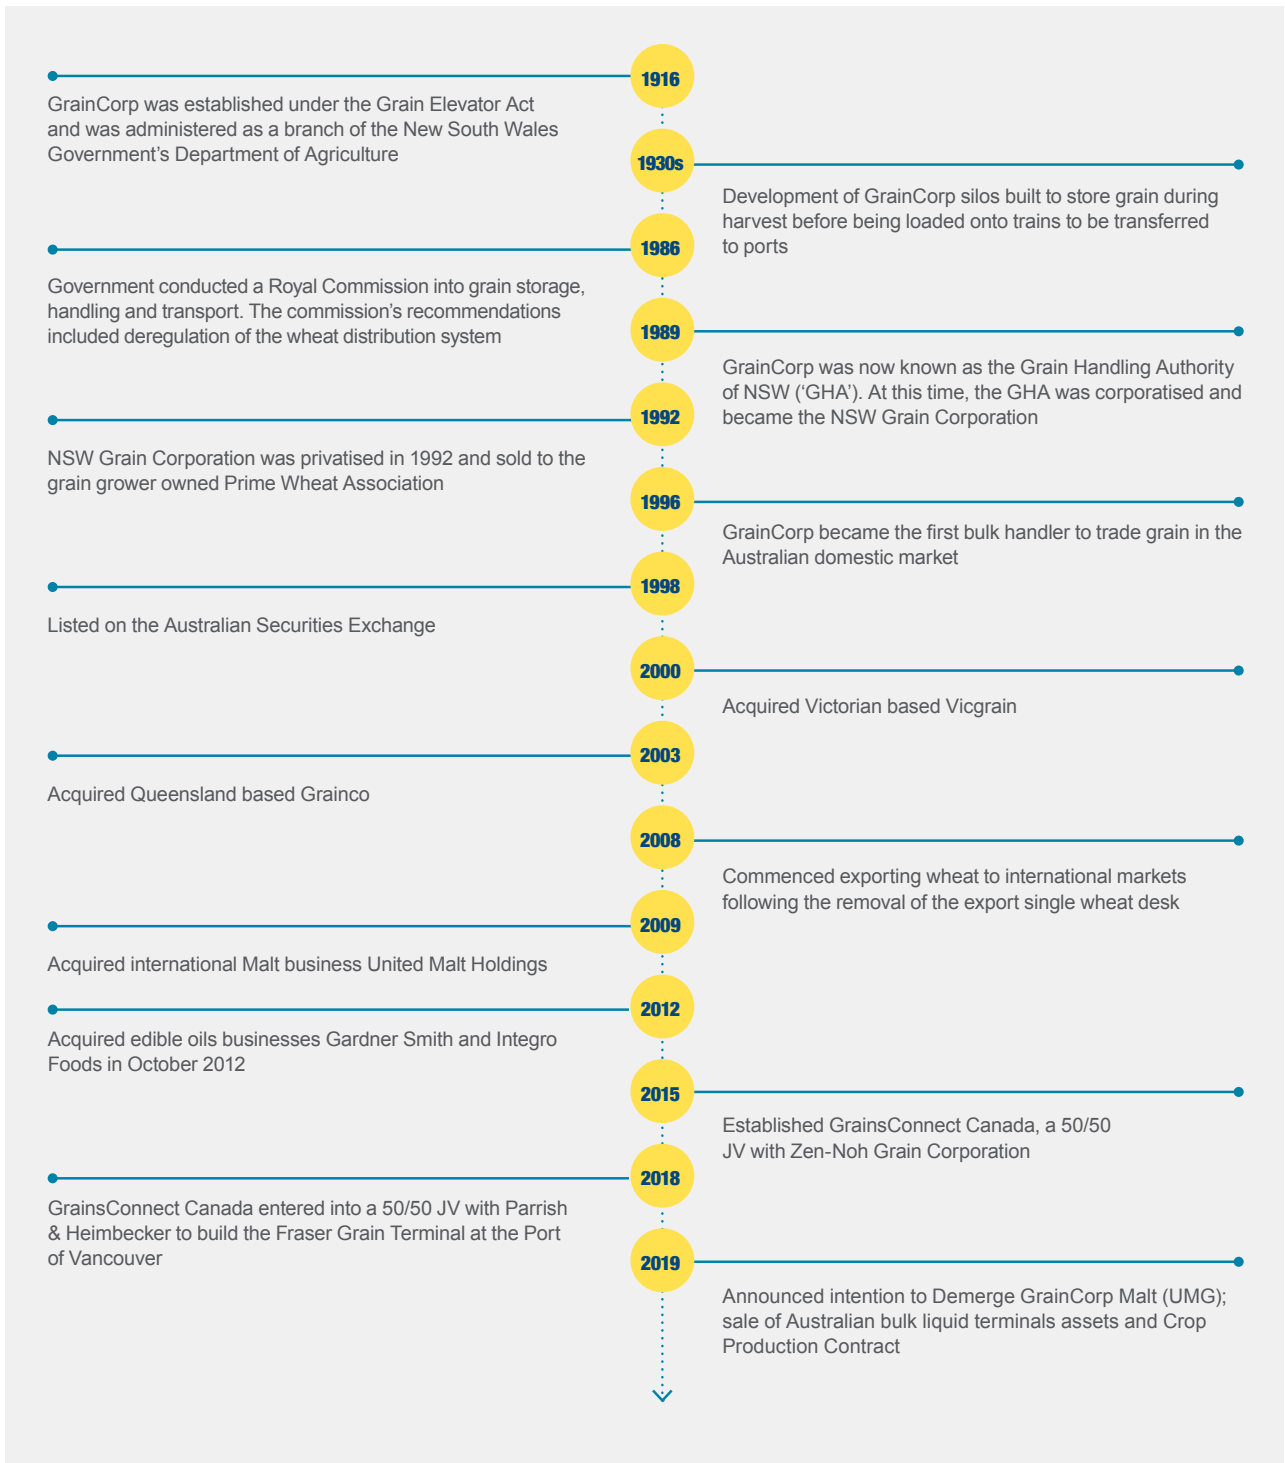 1916
GrainCorp was established under the Grain Elevator Act
and was administered as a branch of the New South Wales
Government’s Department of Agriculture
1930s
Development of GrainCorp silos built to store grain during
harvest before being loaded onto trains to be transferred
to ports
1986
Government conducted a Royal Commission into grain storage,
handling and transport. The commission’s recommendations
included deregulation of the wheat distribution system
1989
GrainCorp was now known as the Grain Handling Authority
of NSW (‘GHA’). At this time, the GHA was corporatised and
became the NSW Grain Corporation
1992
NSW Grain Corporation was privatised in 1992 and sold to the
grain grower owned Prime Wheat Association
1996
GrainCorp became the first bulk handler to trade grain in the
Australian domestic market
1998
Listed on the Australian Securities Exchange
2000
Acquired Victorian based Vicgrain
2003
Acquired Queensland based Grainco
2008
Commenced exporting wheat to international markets
following the removal of the export single wheat desk
2009
Acquired international Malt business United Malt Holdings
2012
Acquired edible oils businesses Gardner Smith and Integro
Foods in October 2012
2015
Established GrainsConnect Canada, a 50/50
JV with Zen-Noh Grain Corporation
2018
GrainsConnect Canada entered into a 50/50 JV with Parrish
& Heimbecker to build the Fraser Grain Terminal at the Port
of Vancouver
2019
Announced intention to Demerge GrainCorp Malt (UMG);
sale of Australian bulk liquid terminals assets and Crop
Production Contract